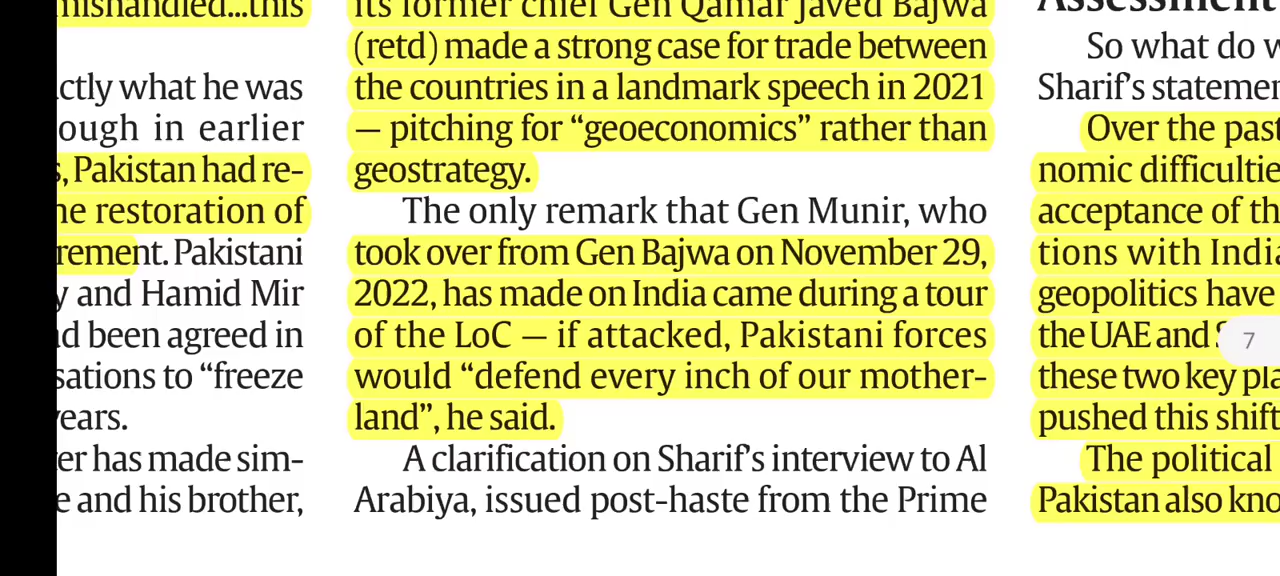 mishandled...this
ctly what he was
ough in earlier
s, Pakistan had re-
he restoration of
rement. Pakistani
y and Hamid Mir
d been agreed in
sations to “freeze
years.
er has made sim-
e and his brother,
its former chief Gen Qamar Javed Bajwa
(retd) made a strong case for trade between
the countries in a landmark speech in 2021
— pitching for “geoeconomics” rather than
geostrategy.
The only remark that Gen Munir, who
took over from Gen Bajwa on November 29,
2022, has made on India came during a tour
of the LoC — if attacked, Pakistani forces
would “defend every inch of our mother-
land”, he said.
A clarification on Sharif’s interview to Al
Arabiya, issued post-haste from the Prime
Assessment
So what do w
Sharif’s statemen
Over the past
nomic difficultie
acceptance of th
tions with India
geopolitics have
the UAE and S
these two key pla
pushed this shift
The political
Pakistan also kno
7